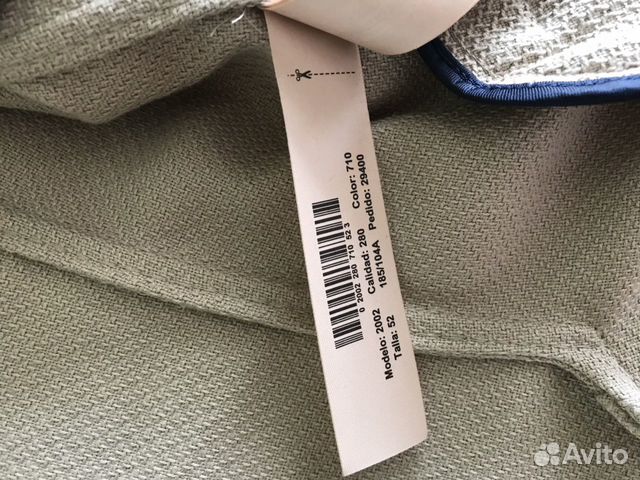 0 2002 280 710 52 3
Modelo: 2002 Calidad: 280 Color: 710
Talla: 52 185/104A Pedido: 29400
Avito